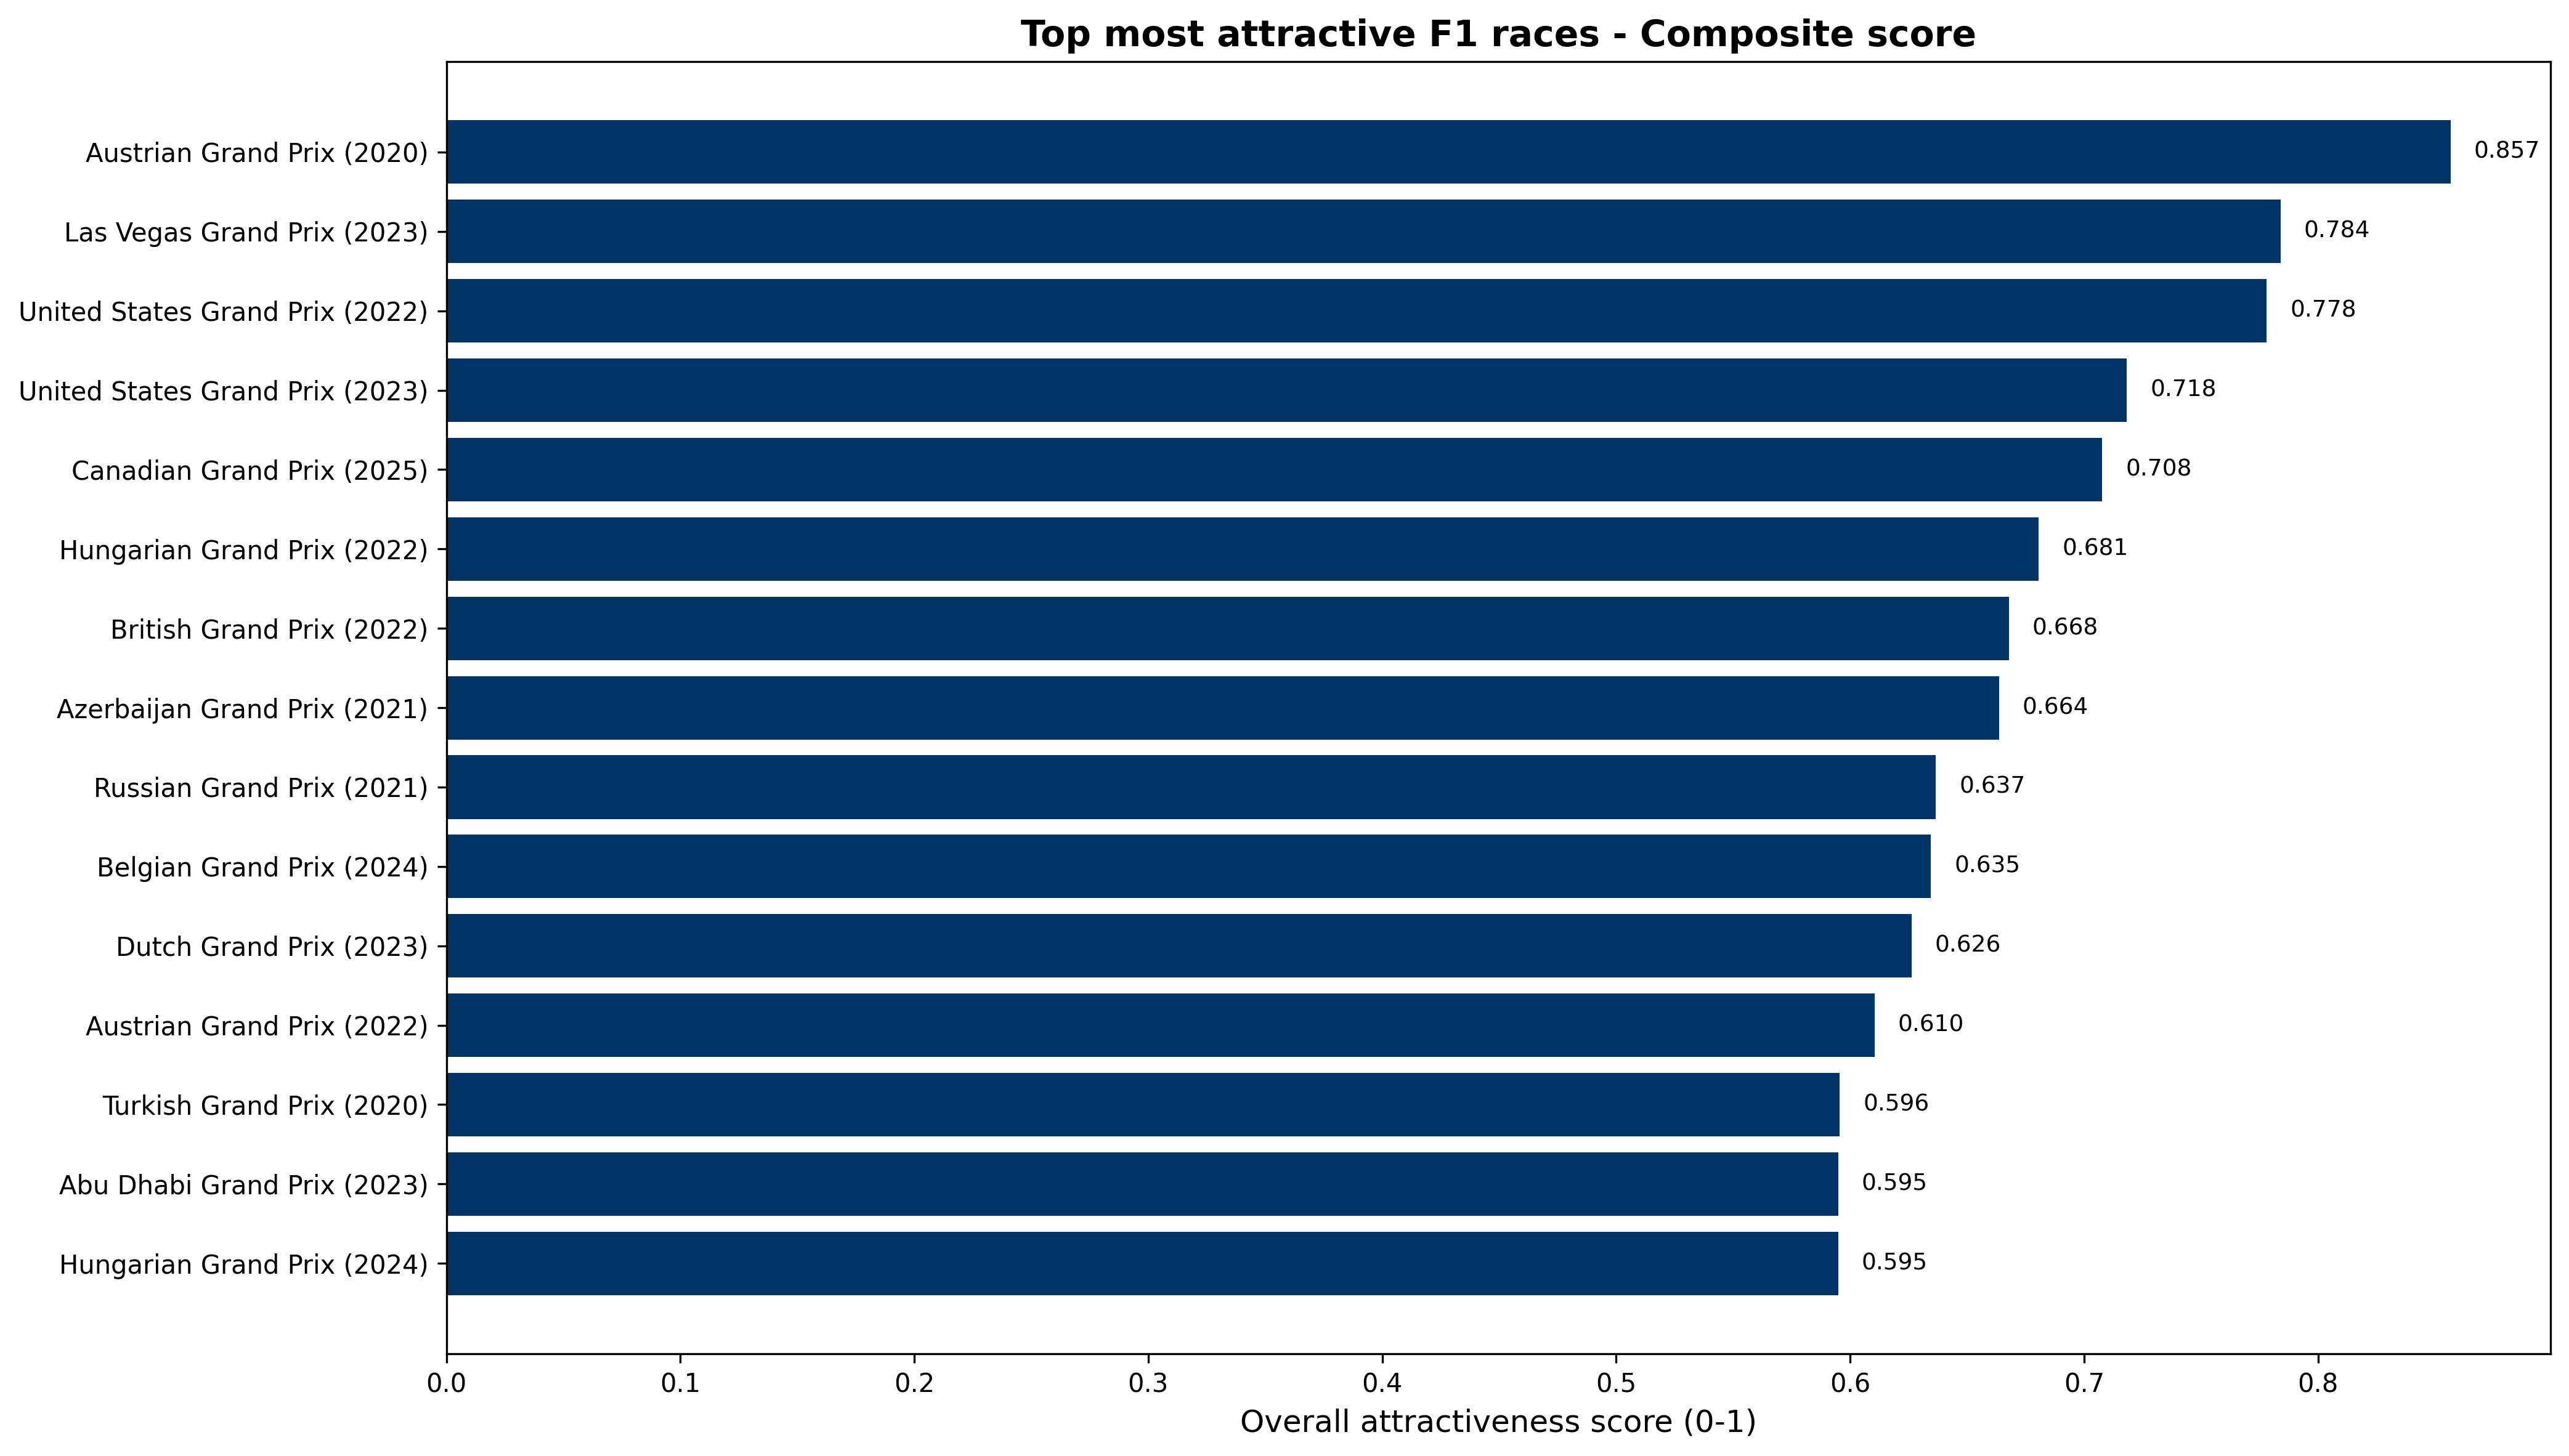 Top most attractive F1 races - Composite score
Austrian Grand Prix (2020) 0.857
Las Vegas Grand Prix (2023) 0.784
United States Grand Prix (2022) 0.778
United States Grand Prix (2023) 0.718
Canadian Grand Prix (2025) 0.708
Hungarian Grand Prix (2022) 0.681
British Grand Prix (2022) 0.668
Azerbaijan Grand Prix (2021) 0.664
Russian Grand Prix (2021) 0.637
Belgian Grand Prix (2024) 0.635
Dutch Grand Prix (2023) 0.626
Austrian Grand Prix (2022) 0.610
Turkish Grand Prix (2020) 0.596
Abu Dhabi Grand Prix (2023) 0.595
Hungarian Grand Prix (2024) 0.595
0.0 0.1 0.2 0.3 0.4 0.5 0.6 0.7 0.8
Overall attractiveness score (0-1)